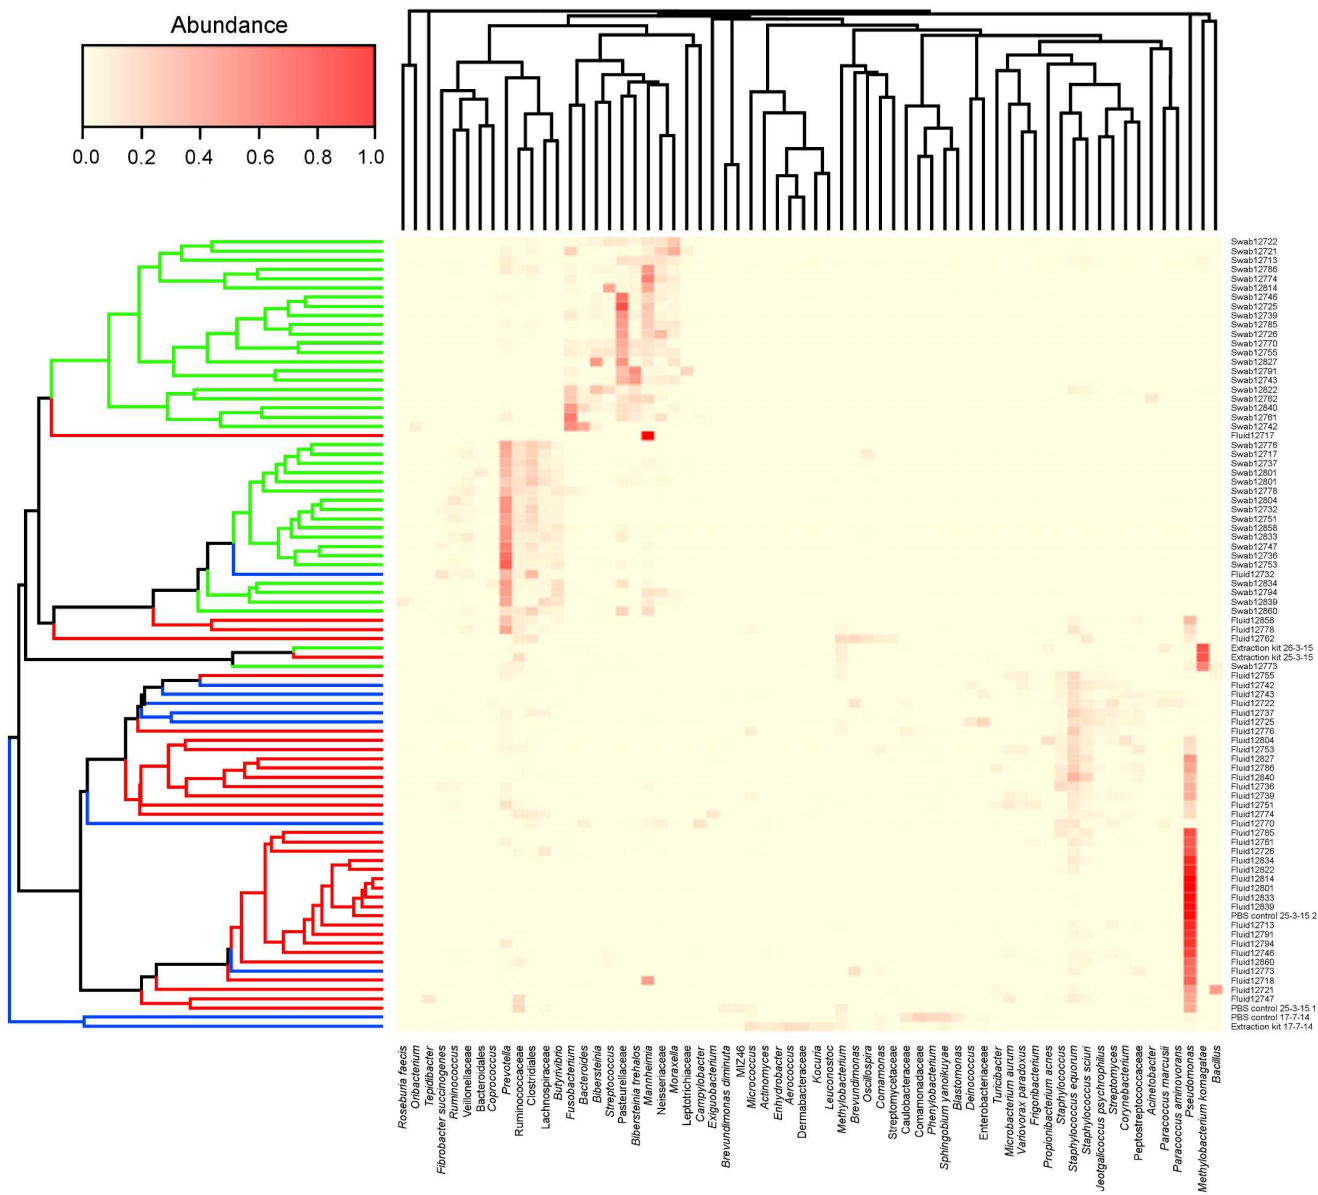 Abundance
0.0 0.2 0.4 0.6 0.8 1.0
Swab12722
Swab12721
Swab12713
Swab12786
Swab12774
Swab12814
Swab12746
Swab12725
Swab12739
Swab12785
Swab12726
Swab12770
Swab12755
Swab12827
Swab12791
Swab12743
Swab12822
Swab12762
Swab12840
Swab12761
Swab12742
Fluid12717
Swab12776
Swab12717
Swab12737
Swab12801
Swab12801
Swab12778
Swab12804
Swab12732
Swab12751
Swab12858
Swab12833
Swab12747
Swab12736
Swab12753
Fluid12732
Swab12834
Swab12794
Swab12839
Swab12860
Fluid12858
Fluid12778
Fluid12762
Extraction kit 26-3-15
Extraction kit 25-3-15
Swab12773
Fluid12755
Fluid12742
Fluid12743
Fluid12722
Fluid12737
Fluid12725
Fluid12776
Fluid12804
Fluid12753
Fluid12827
Fluid12786
Fluid12840
Fluid12736
Fluid12739
Fluid12751
Fluid12774
Fluid12770
Fluid12785
Fluid12761
Fluid12726
Fluid12834
Fluid12822
Fluid12814
Fluid12801
Fluid12833
Fluid12839
PBS control 25-3-15 2
Fluid12713
Fluid12791
Fluid12794
Fluid12746
Fluid12860
Fluid12773
Fluid12718
Fluid12721
Fluid12747
PBS control 25-3-15 1
PBS control 17-7-14
Extraction kit 17-7-14
Roseburia faecis
Oribacterium
Tepidibacter
Fibrobacter succinogenes
Ruminococcus
Veillonellaceae
Bacteroidales
Coprococcus
Prevotella
Ruminococcaceae
Clostridiales
Lachnospiraceae
Butyrivibrio
Fusobacterium
Bacteroides
Bibersteinia
Streptococcus
Pasteurellaceae
Bibersteinia trehalos
Mannheimia
Neisseriaceae
Moraxella
Leptotrichiaceae
Campylobacter
Exiguobacterium
Brevundimonas diminuta
MIZ46
Micrococcus
Actinomyces
Enhydrobacter
Aerococcus
Dermabacteraceae
Kocuria
Leuconostoc
Methylobacterium
Brevundimonas
Oscillospira
Comamonas
Streptomycetaceae
Caulobacteraceae
Comamonadaceae
Phenylobacterium
Sphingobium yanoikuyae
Blastomonas
Deinococcus
Enterobacteriaceae
Turicibacter
Microbacterium aurum
Variovorax paradoxus
Frigoribacterium
Propionibacterium acnes
Staphylococcus
Staphylococcus equorum
Staphylococcus sciuri
Jeotgalicoccus psychrophilus
Streptomyces
Corynebacterium
Peptostreptococcaceae
Acinetobacter
Paracoccus marcusii
Paracoccus aminovorans
Pseudomonas
Methylobacterium komagatae
Bacillus